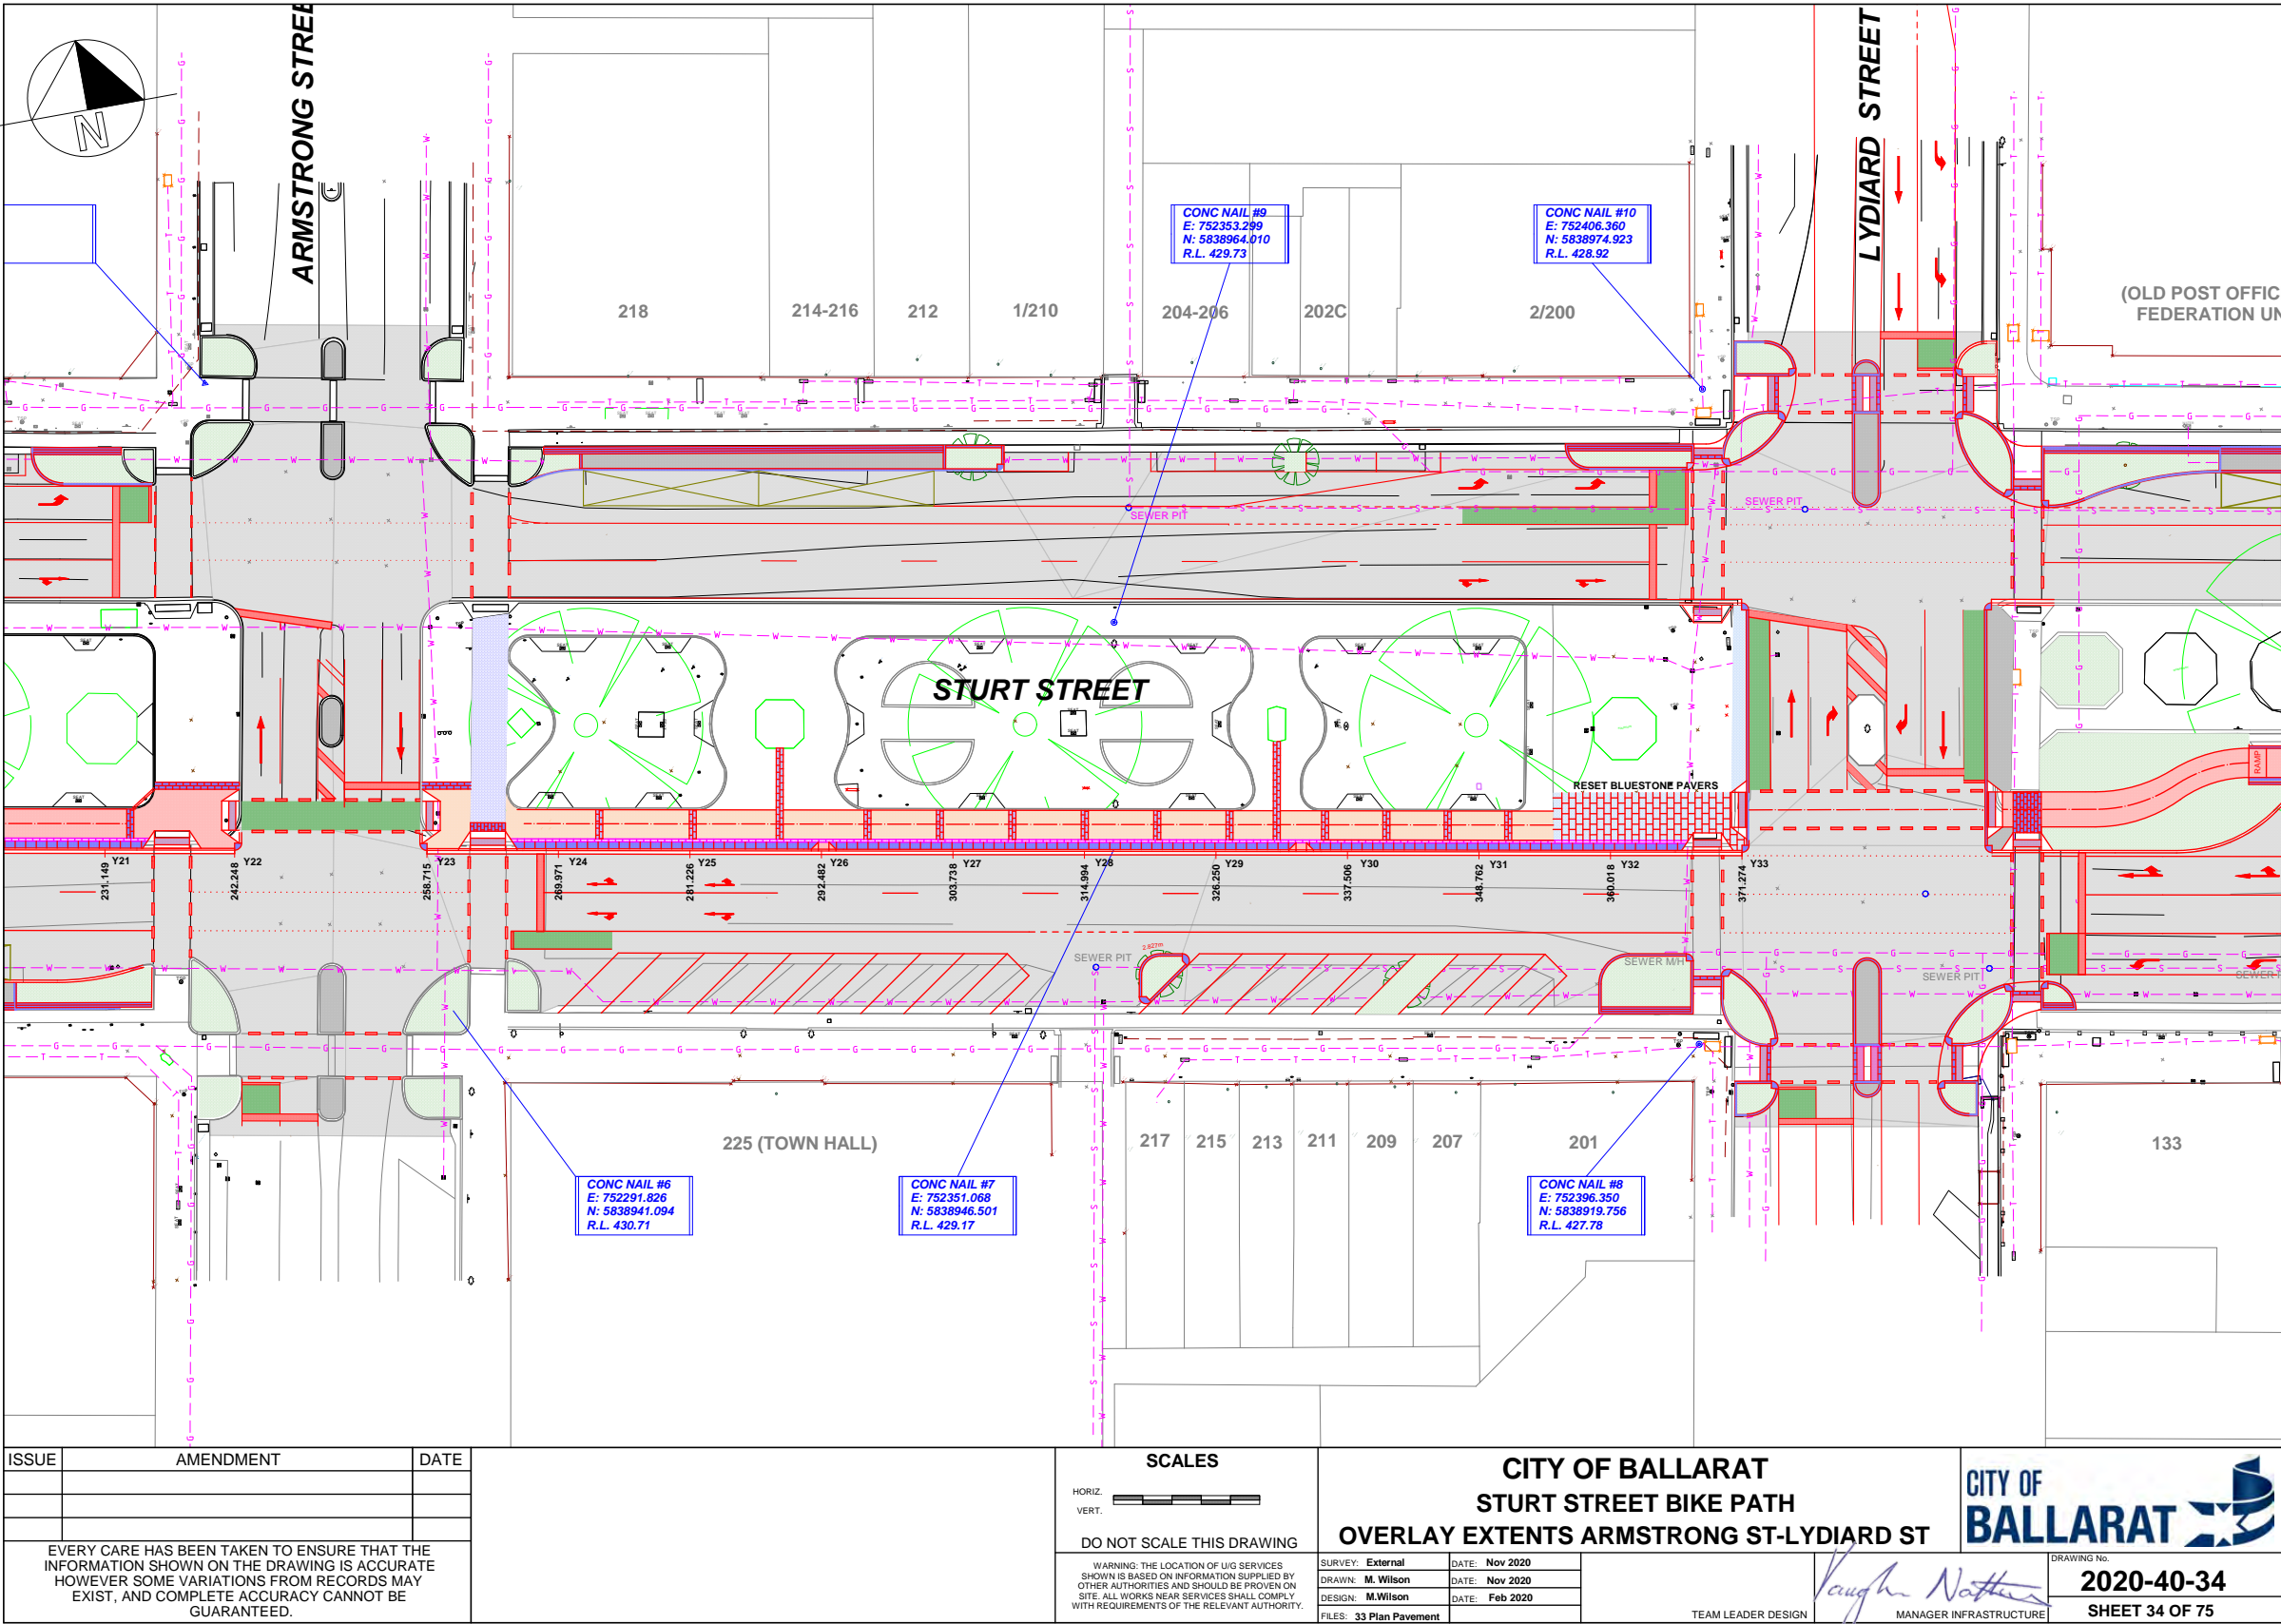 ARMSTRONG STREE
LYDIARD STREET
N
CONC NAIL #9
E: 752353.299
N: 5838964.010
R.L. 429.73
CONC NAIL #10
E: 752406.360
N: 5838974.923
R.L. 428.92
218
214-216
212
1/210
204-206
202C
2/200
(OLD POST OFFIC
FEDERATION UN
SEWER PIT
SEWER PIT
STURT STREET
RESET BLUESTONE PAVERS
RAMP
Y21
Y22
Y23
Y24
Y25
Y26
Y27
Y28
Y29
Y30
Y31
Y32
Y33
231.149
242.248
258.715
269.971
281.226
292.482
303.738
314.994
326.250
337.506
348.762
360.018
371.274
2.827m
SEWER PIT
SEWER M/H
SEWER PIT
225 (TOWN HALL)
217
215
213
211
209
207
201
133
CONC NAIL #6
E: 752291.826
N: 5838941.094
R.L. 430.71
CONC NAIL #7
E: 752351.068
N: 5838946.501
R.L. 429.17
CONC NAIL #8
E: 752396.350
N: 5838919.756
R.L. 427.78
ISSUE AMENDMENT DATE
EVERY CARE HAS BEEN TAKEN TO ENSURE THAT THE
INFORMATION SHOWN ON THE DRAWING IS ACCURATE
HOWEVER SOME VARIATIONS FROM RECORDS MAY
EXIST, AND COMPLETE ACCURACY CANNOT BE
GUARANTEED.
SCALES
HORIZ.
VERT.
DO NOT SCALE THIS DRAWING
WARNING: THE LOCATION OF U/G SERVICES
SHOWN IS BASED ON INFORMATION SUPPLIED BY
OTHER AUTHORITIES AND SHOULD BE PROVEN ON
SITE. ALL WORKS NEAR SERVICES SHALL COMPLY
WITH REQUIREMENTS OF THE RELEVANT AUTHORITY.
CITY OF BALLARAT
STURT STREET BIKE PATH
OVERLAY EXTENTS ARMSTRONG ST-LYDIARD ST
SURVEY: External DATE: Nov 2020
DRAWN: M. Wilson DATE: Nov 2020
DESIGN: M.Wilson DATE: Feb 2020
FILES: 33 Plan Pavement
TEAM LEADER DESIGN
MANAGER INFRASTRUCTURE
CITY OF
BALLARAT
DRAWING No.
2020-40-34
SHEET 34 OF 75